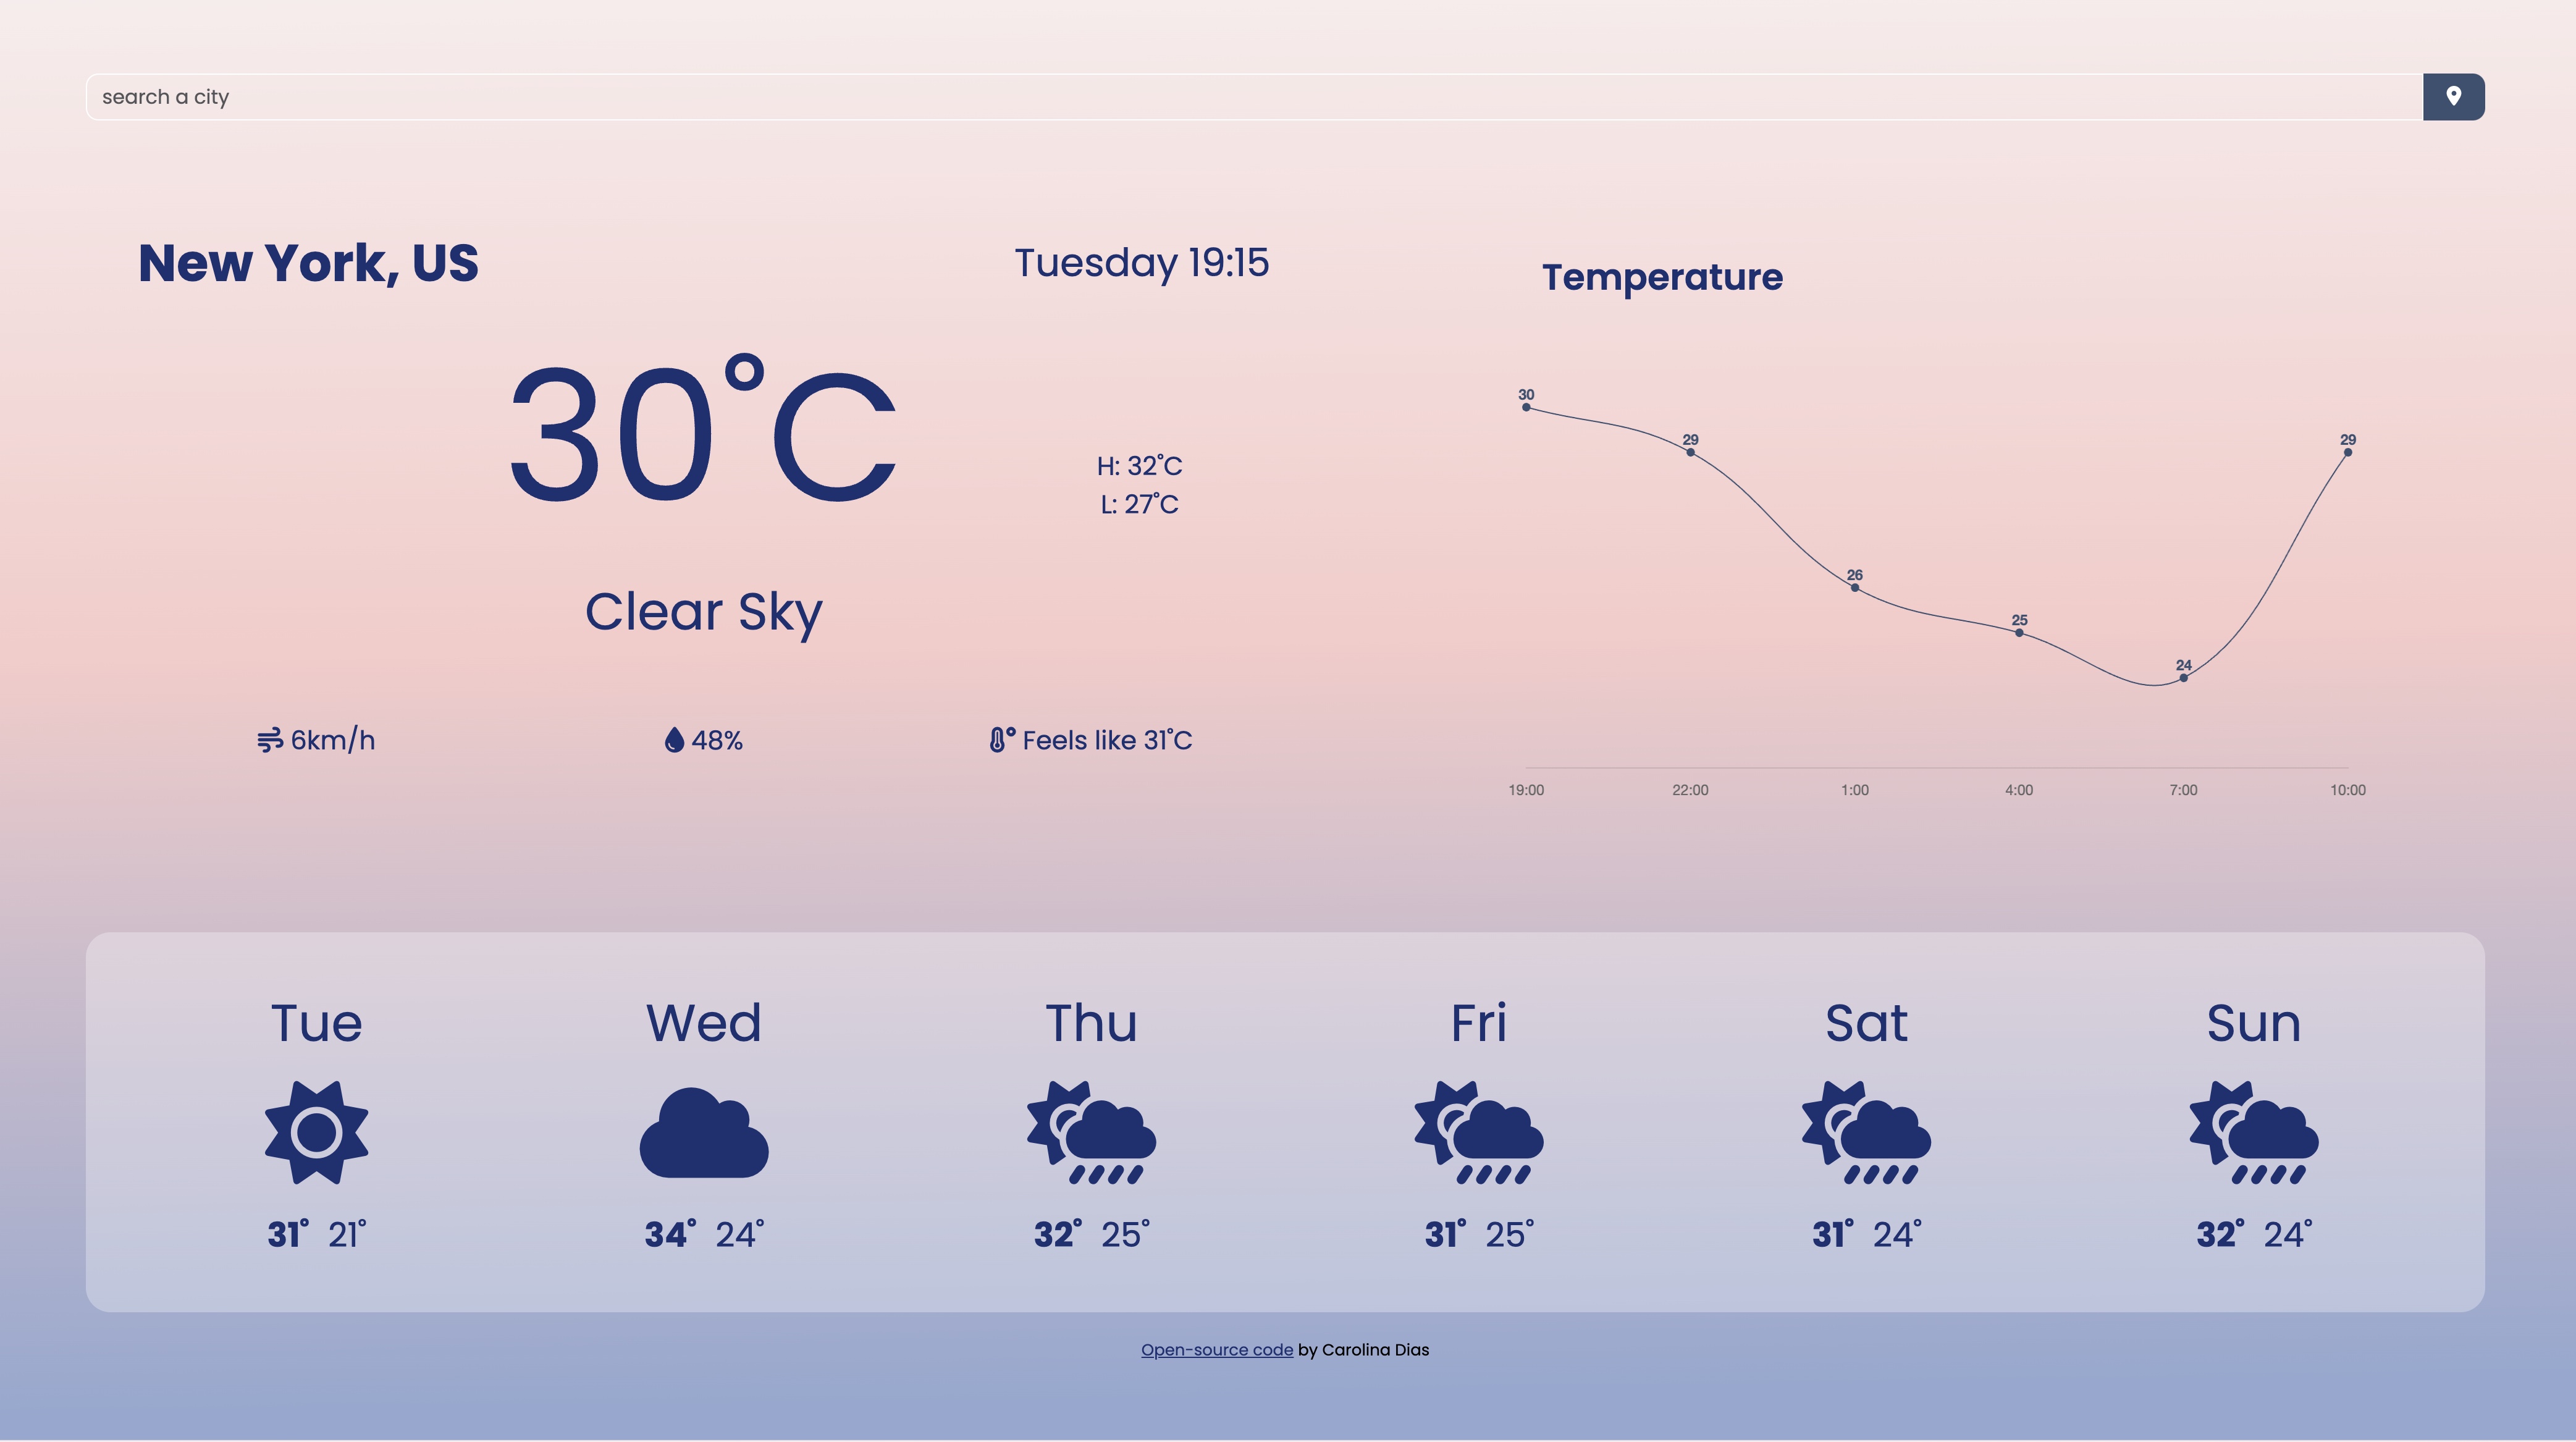 search a city
New York, US
Tuesday 19:15
30°C
H: 32°C
L: 27°C
Clear Sky
6km/h
48%
Feels like 31°C
Temperature
30
29
26
25
24
29
19:00 22:00 1:00 4:00 7:00 10:00
Tue Wed Thu Fri Sat Sun
31° 21° 34° 24° 32° 25° 31° 25° 31° 24° 32° 24°
Open-source code by Carolina Dias